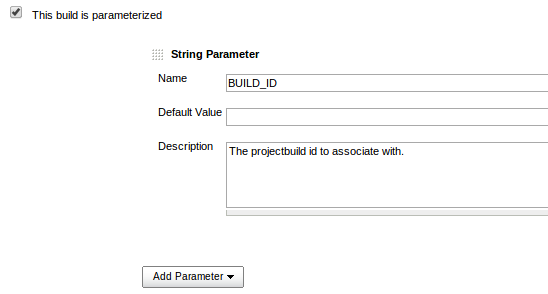 This build is parameterized
String Parameter
Name
BUILD_ID
Default Value
Description
The projectbuild id to associate with.
Add Parameter